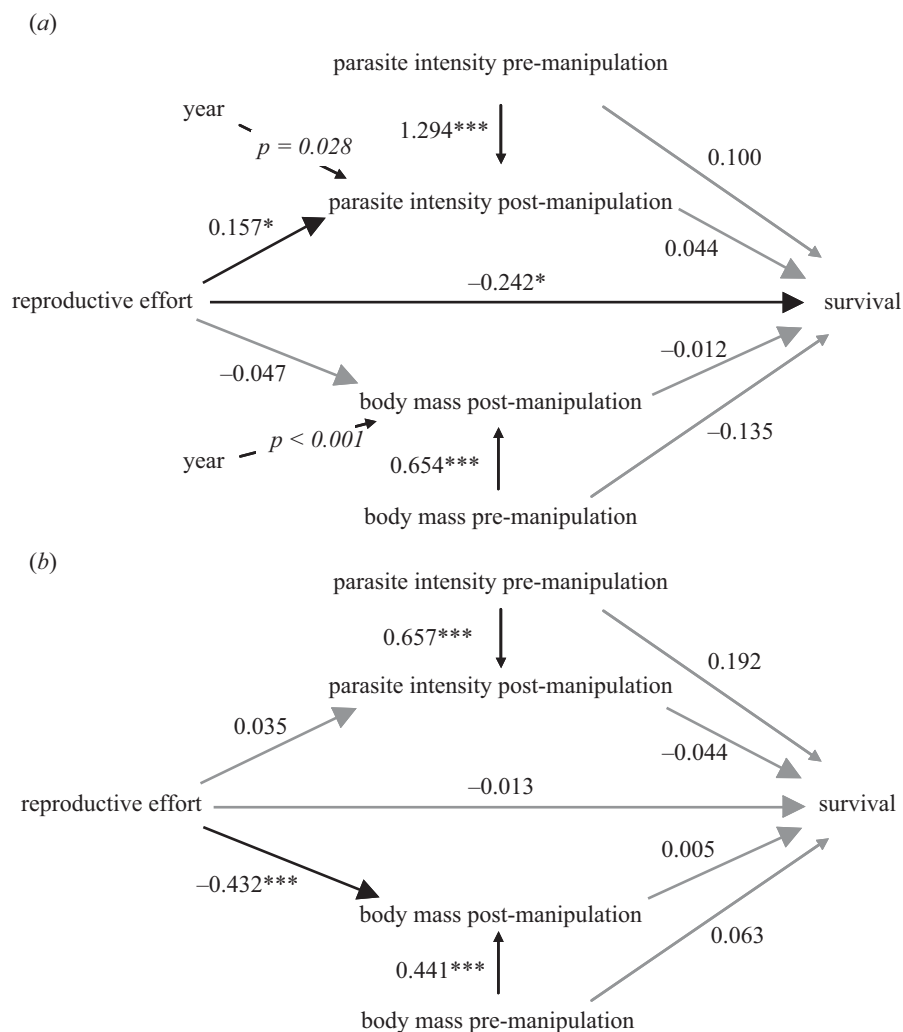 (a)
parasite intensity pre-manipulation
year
1.294***
p = 0.028
0.100
parasite intensity post-manipulation
0.157*
0.044
–0.242*
reproductive effort
survival
–0.047
–0.012
body mass post-manipulation
–0.135
p < 0.001
year
0.654***
body mass pre-manipulation
(b)
parasite intensity pre-manipulation
0.657***
0.192
parasite intensity post-manipulation
0.035
–0.044
–0.013
reproductive effort
survival
0.005
–0.432***
body mass post-manipulation
0.063
0.441***
body mass pre-manipulation